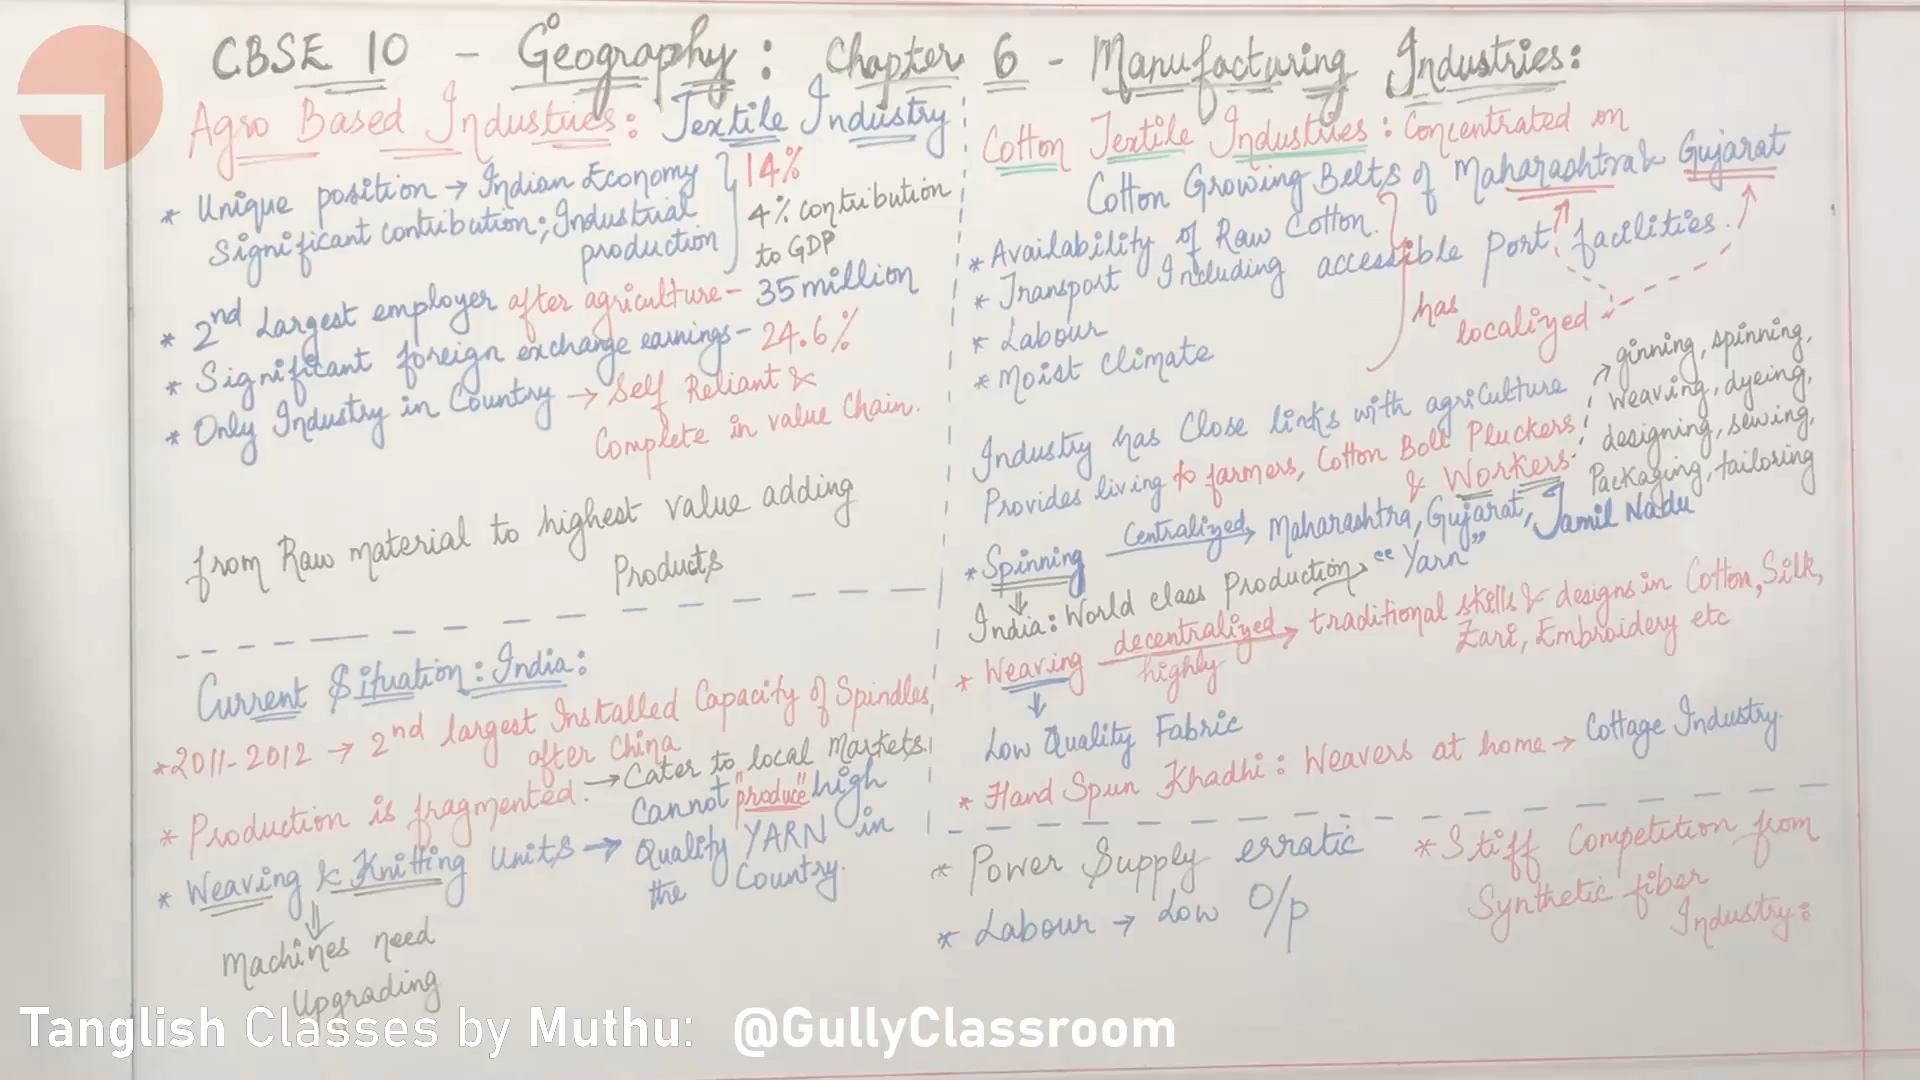 CBSE 10 - Geography: Chapter 6 - Manufacturing Industries:
Agro Based Industries: Textile Industry
* Unique position → Indian Economy
Significant contribution; Industrial
production
14%
4% contribution
to GDP
* 2nd Largest employer after agriculture - 35 million
* Significant foreign exchange earnings - 24.6%
* Only Industry in Country → Self Reliant &
Complete in value Chain.
from Raw material to highest value adding
Products
Current Situation: India:
* 2011-2012 → 2nd largest Installed Capacity of Spindles
after China
* Production is fragmented. → Cater to local Markets.
* Weaving & Knitting Units → Cannot "produce" high
Quality YARN in
the Country.
Machines need
Upgrading
Cotton Textile Industries: Concentrated on
Cotton Growing Belts of Maharashtra & Gujarat
* Availability of Raw Cotton.
* Transport Including accessible Port facilities.
* Labour
* Moist Climate
has
localized
Industry has Close links with agriculture
Provides living to farmers, Cotton Boll Pluckers
& Workers.
→ ginning, spinning,
weaving, dyeing,
designing, sewing,
Packaging, tailoring
* Spinning centralized → Maharashtra, Gujarat, Tamil Nadu
India: World Class Production → "Yarn"
* Weaving decentralized → traditional skills & designs in Cotton, Silk,
highly
Zari, Embroidery etc
Low Quality Fabric
* Hand Spun Khadhi: Weavers at home → Cottage Industry.
* Power Supply erratic
* Labour → Low O/p
* Stiff Competition from
Synthetic fiber
Industry:
Tanglish Classes by Muthu: @GullyClassroom